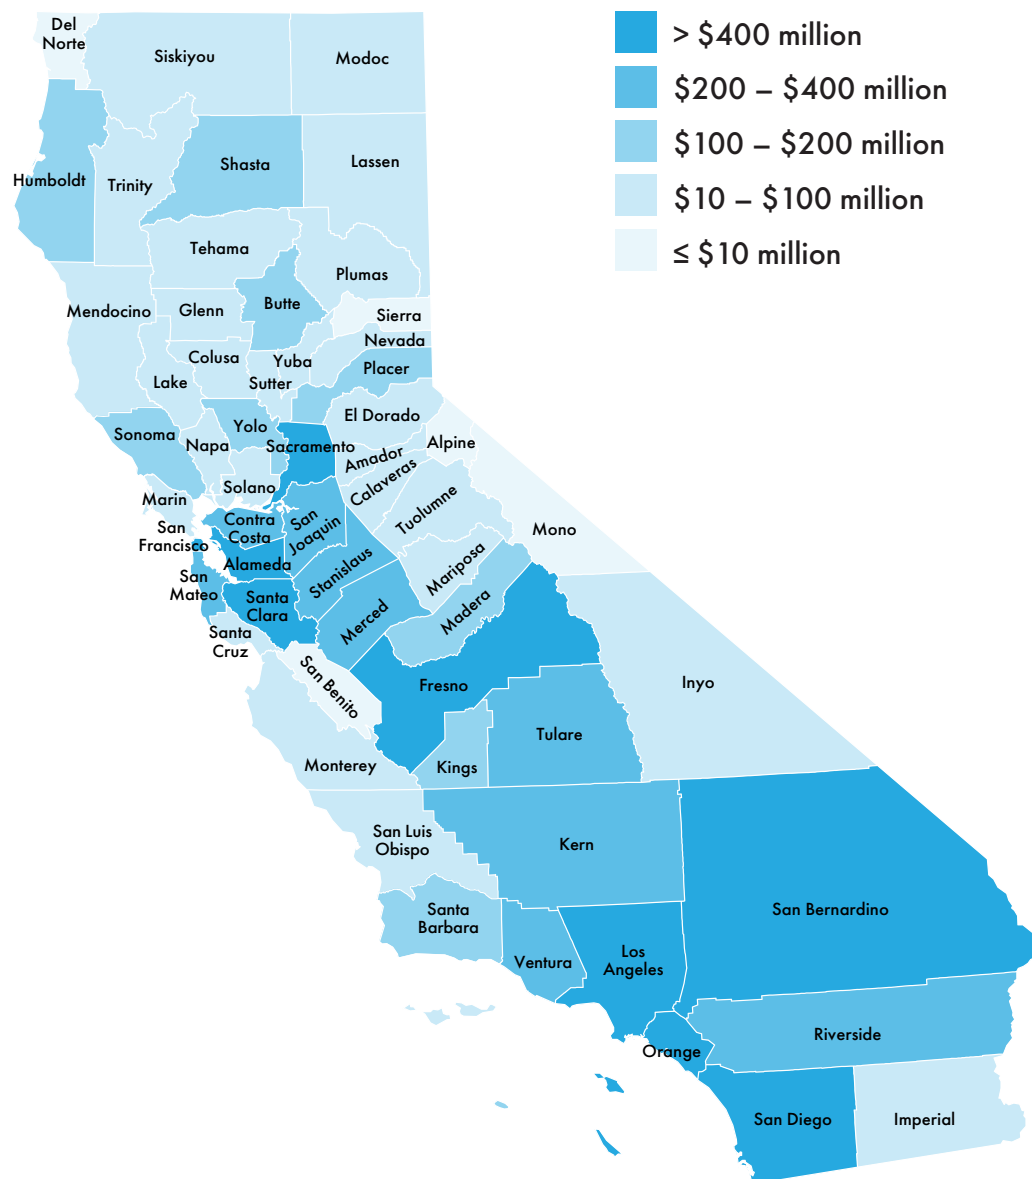 > $400 million
$200 – $400 million
$100 – $200 million
$10 – $100 million
≤ $10 million
Del
Norte
Siskiyou
Modoc
Humboldt
Trinity
Shasta
Lassen
Tehama
Plumas
Mendocino
Glenn
Butte
Sierra
Nevada
Colusa
Yuba
Placer
Lake
Sutter
El Dorado
Sonoma
Napa
Yolo
Sacramento
Alpine
Amador
Calaveras
Solano
Marin
Tuolumne
San
Francisco
Contra
Costa
San
Joaquin
Mono
Alameda
Stanislaus
Mariposa
San
Mateo
Santa
Clara
Merced
Madera
Santa
Cruz
San Benito
Fresno
Inyo
Tulare
Monterey
Kings
San Luis
Obispo
Kern
Santa
Barbara
San Bernardino
Ventura
Los
Angeles
Riverside
Orange
San Diego
Imperial